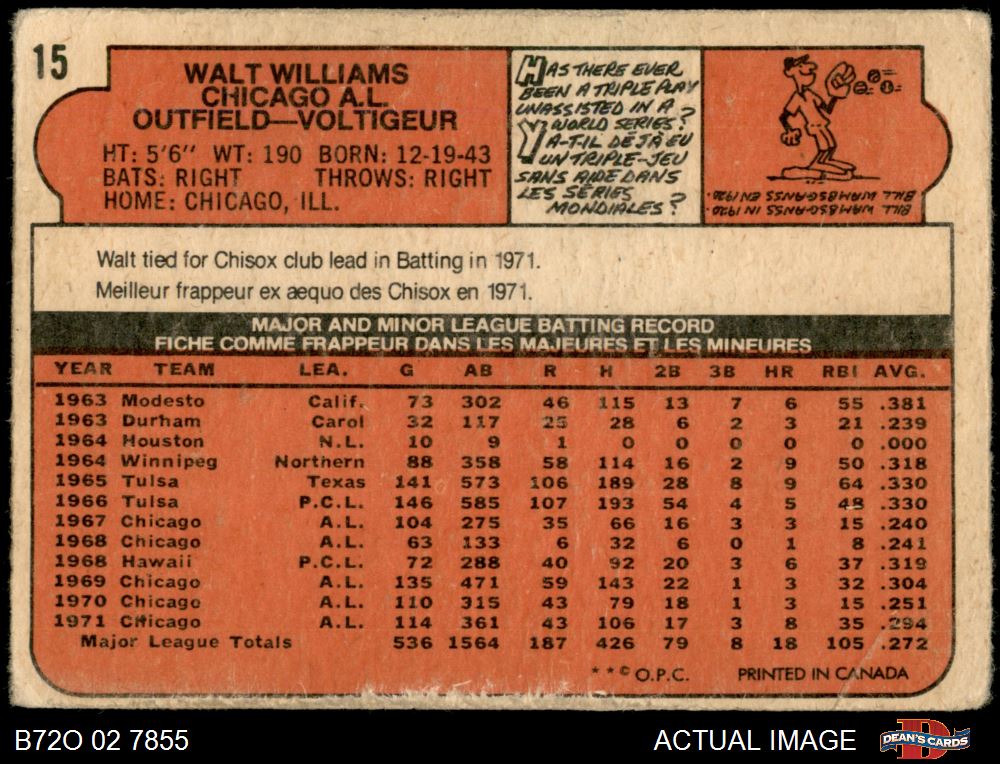 15
WALT WILLIAMS
CHICAGO A.L.
OUTFIELD—VOLTIGEUR
HT: 5'6" WT: 190 BORN: 12-19-43
BATS: RIGHT THROWS: RIGHT
HOME: CHICAGO, ILL.
HAS THERE EVER
BEEN A TRIPLE PLAY
UNASSISTED IN A
WORLD SERIES?
Y A-T-IL DÉJÀ EU
UN TRIPLE-JEU
SANS AIDE DANS
LES SÉRIES
MONDIALES?
BILL WAMBSGANSS IN 1920.
BILL WAMBSGANSS EN 1920.
Walt tied for Chisox club lead in Batting in 1971.
Meilleur frappeur ex æquo des Chisox en 1971.
MAJOR AND MINOR LEAGUE BATTING RECORD
FICHE COMME FRAPPEUR DANS LES MAJEURES ET LES MINEURES
YEAR TEAM LEA. G AB R H 2B 3B HR RBI AVG.
1963 Modesto Calif. 73 302 46 115 13 7 6 55 .381
1963 Durham Carol 32 117 25 28 6 2 3 21 .239
1964 Houston N.L. 10 9 1 0 0 0 0 0 .000
1964 Winnipeg Northern 88 358 58 114 16 2 9 50 .318
1965 Tulsa Texas 141 573 106 189 28 8 9 64 .330
1966 Tulsa P.C.L. 146 585 107 193 54 4 5 48 .330
1967 Chicago A.L. 104 275 35 66 16 3 3 15 .240
1968 Chicago A.L. 63 133 6 32 6 0 1 8 .241
1968 Hawaii P.C.L. 72 288 40 92 20 3 6 37 .319
1969 Chicago A.L. 135 471 59 143 22 1 3 32 .304
1970 Chicago A.L. 110 315 43 79 18 1 3 15 .251
1971 Chicago A.L. 114 361 43 106 17 3 8 35 .294
Major League Totals 536 1564 187 426 79 8 18 105 .272
**© O.P.C. PRINTED IN CANADA
B72O 02 7855
ACTUAL IMAGE
D
DEAN'S CARDS